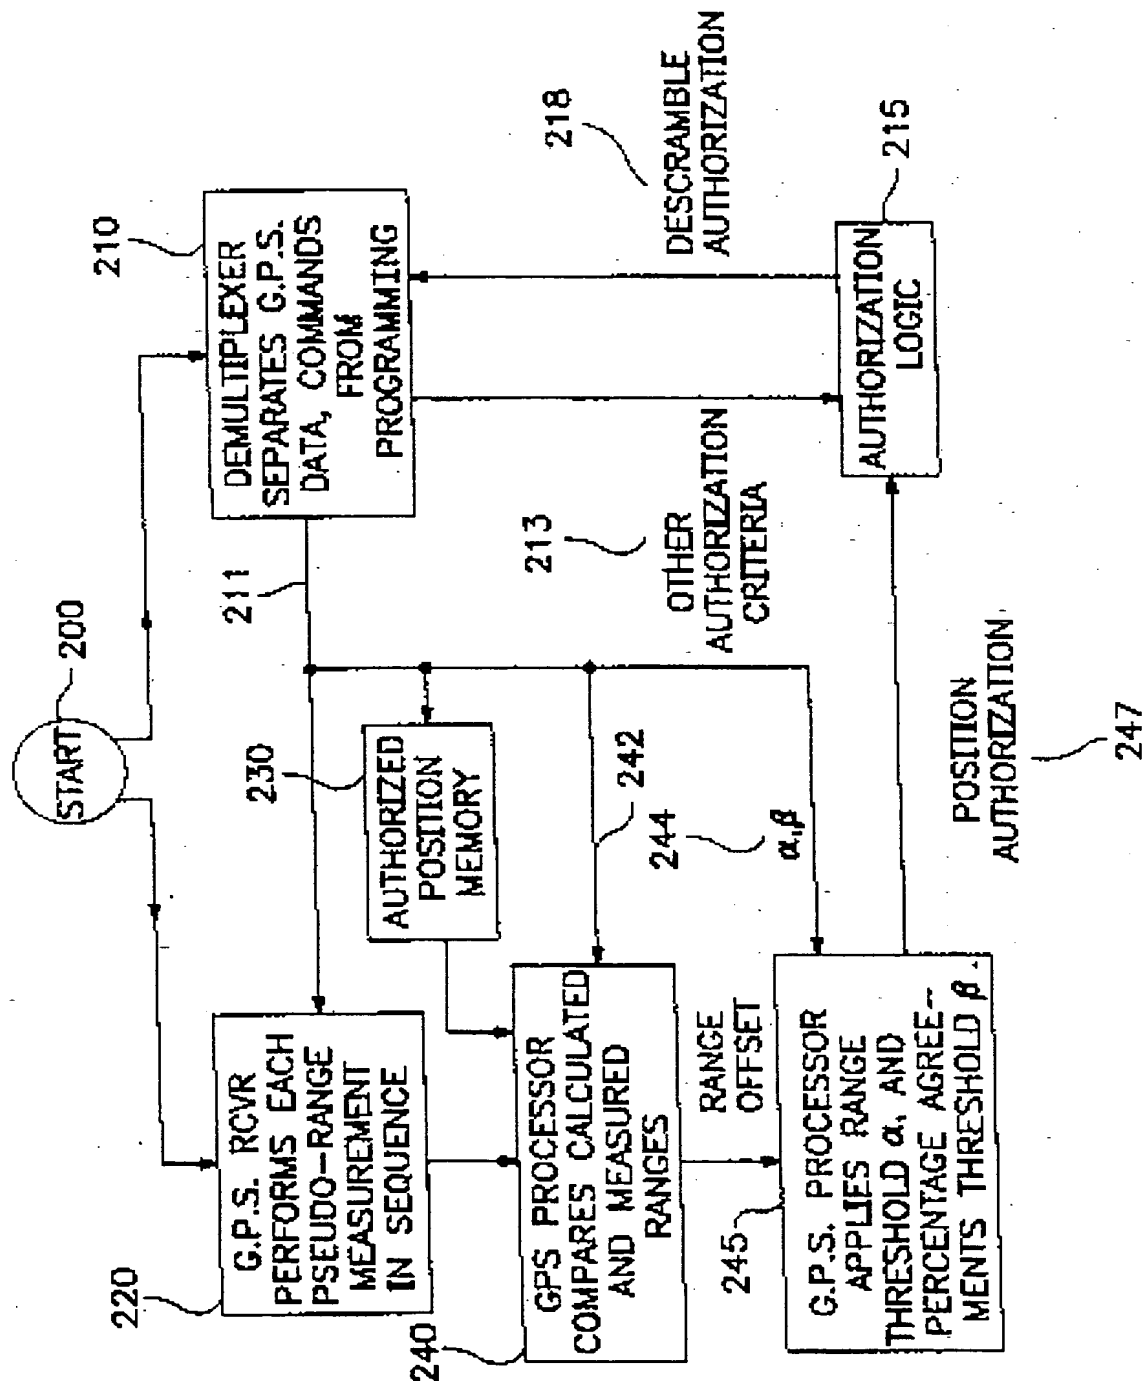 START
200
210
DEMULTIPLEXER
SEPARATES G.P.S.
DATA, COMMANDS
FROM
PROGRAMMING
211
220
G.P.S. RCVR
PERFORMS EACH
PSEUDO-RANGE
MEASUREMENT
IN SEQUENCE
230
AUTHORIZED
POSITION
MEMORY
213
OTHER
AUTHORIZATION
CRITERIA
218
DESCRAMBLE
AUTHORIZATION
240
GPS PROCESSOR
COMPARES CALCULATED
AND MEASURED
RANGES
242
244
α,β
215
AUTHORIZATION
LOGIC
RANGE
OFFSET
245
G.P.S. PROCESSOR
APPLIES RANGE
THRESHOLD α, AND
PERCENTAGE AGREE-
MENTS THRESHOLD β.
POSITION
AUTHORIZATION
247